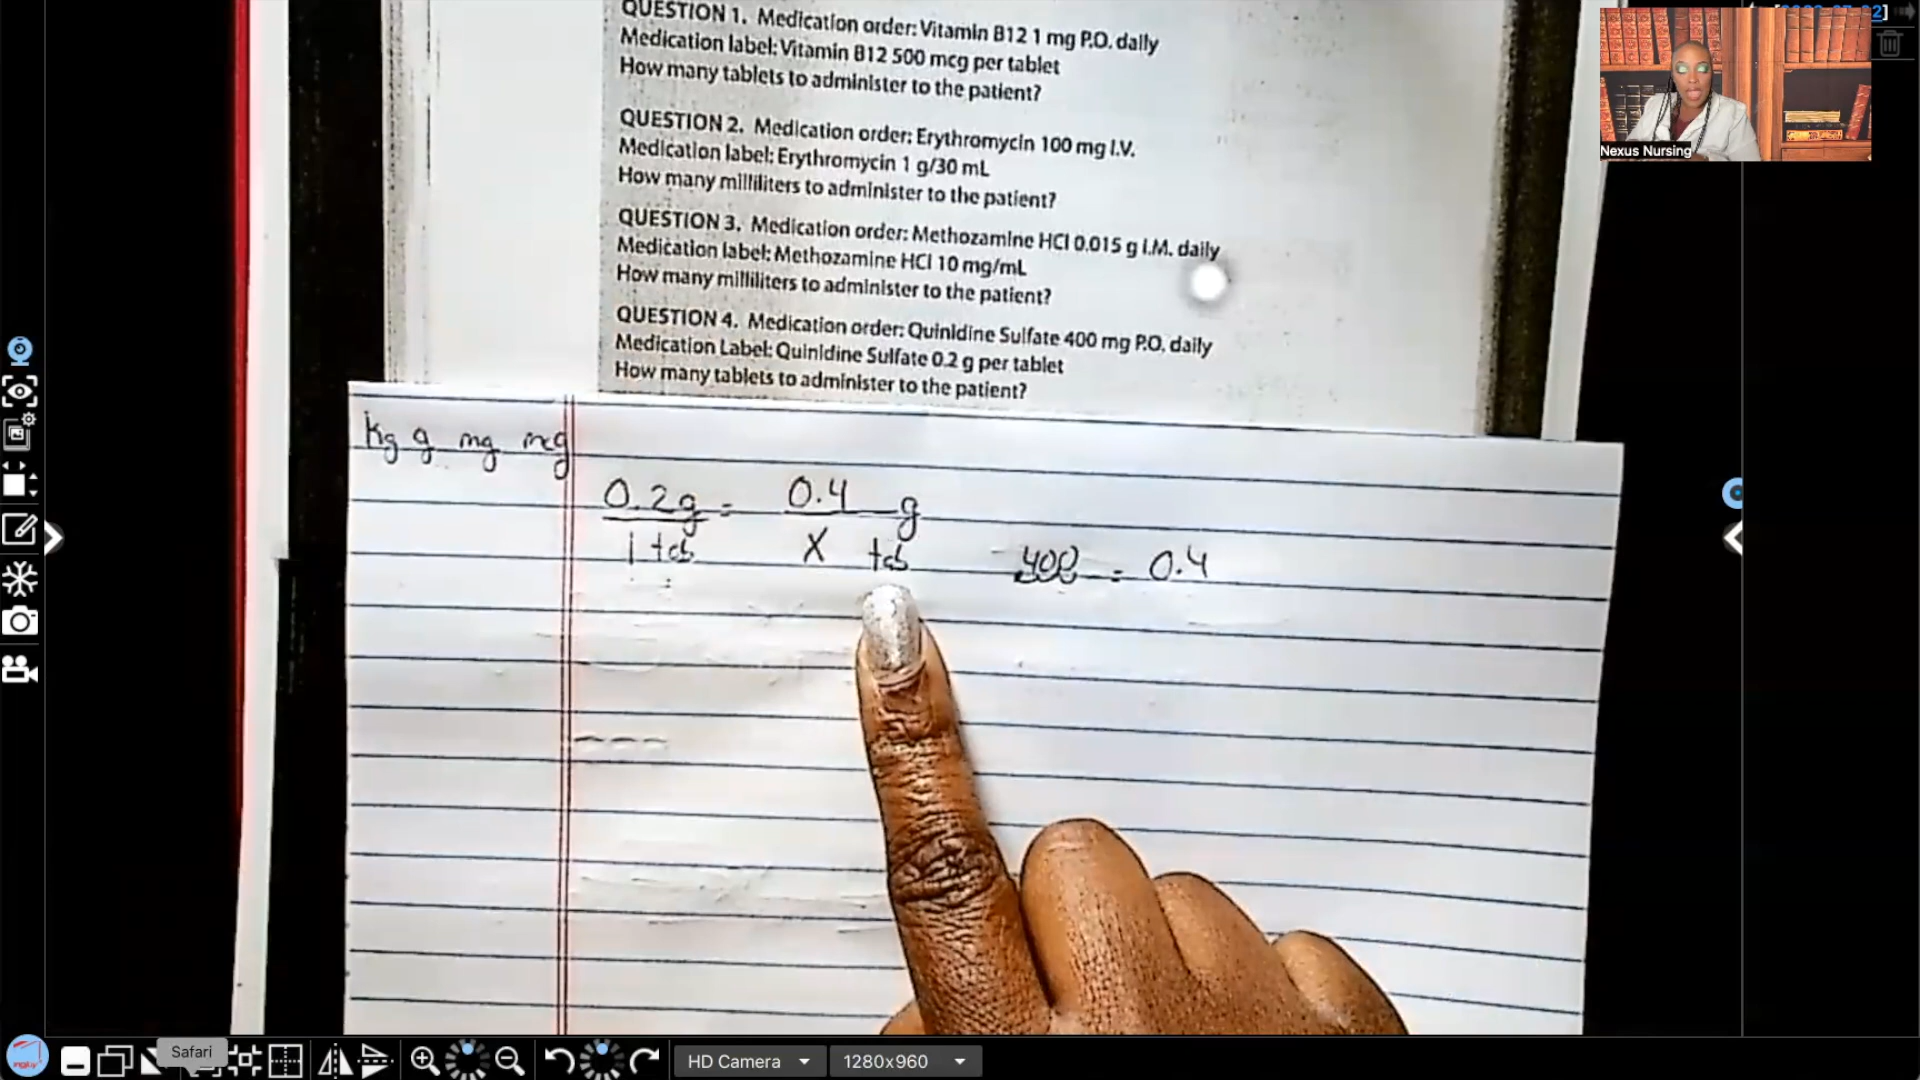 QUESTION 1. Medication order: Vitamin B12 1 mg P.O. daily
Medication label: Vitamin B12 500 mcg per tablet
How many tablets to administer to the patient?
QUESTION 2. Medication order: Erythromycin 100 mg I.V.
Medication label: Erythromycin 1 g/30 mL
How many milliliters to administer to the patient?
QUESTION 3. Medication order: Methozamine HCl 0.015 g I.M. daily
Medication label: Methozamine HCl 10 mg/mL
How many milliliters to administer to the patient?
QUESTION 4. Medication order: Quinidine Sulfate 400 mg P.O. daily
Medication Label: Quinidine Sulfate 0.2 g per tablet
How many tablets to administer to the patient?
Nexus Nursing
kg g mg mcg
0.2g = 0.4 g
1 tab X tab
400 = 0.4
Safari
HD Camera
1280x960